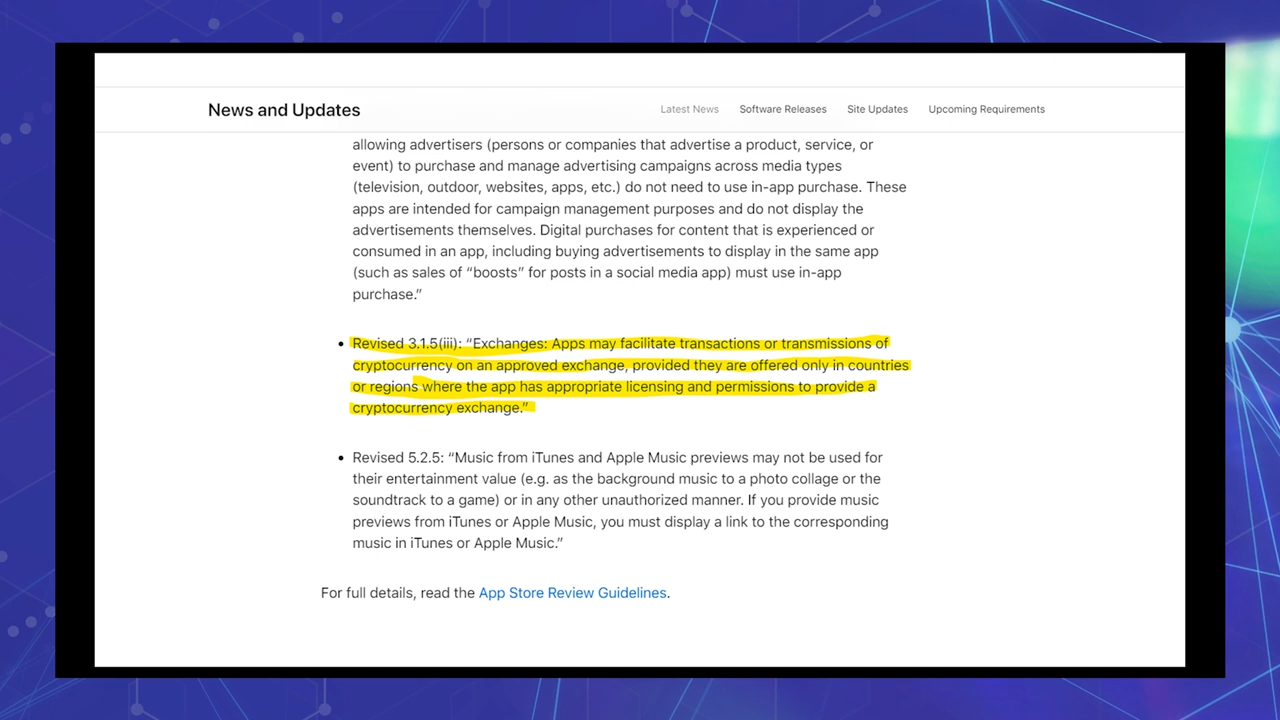 News and Updates
Latest News
Software Releases
Site Updates
Upcoming Requirements
allowing advertisers (persons or companies that advertise a product, service, or
event) to purchase and manage advertising campaigns across media types
(television, outdoor, websites, apps, etc.) do not need to use in-app purchase. These
apps are intended for campaign management purposes and do not display the
advertisements themselves. Digital purchases for content that is experienced or
consumed in an app, including buying advertisements to display in the same app
(such as sales of “boosts” for posts in a social media app) must use in-app
purchase.”
• Revised 3.1.5(iii): “Exchanges: Apps may facilitate transactions or transmissions of
cryptocurrency on an approved exchange, provided they are offered only in countries
or regions where the app has appropriate licensing and permissions to provide a
cryptocurrency exchange.”
• Revised 5.2.5: “Music from iTunes and Apple Music previews may not be used for
their entertainment value (e.g. as the background music to a photo collage or the
soundtrack to a game) or in any other unauthorized manner. If you provide music
previews from iTunes or Apple Music, you must display a link to the corresponding
music in iTunes or Apple Music.”
For full details, read the App Store Review Guidelines.